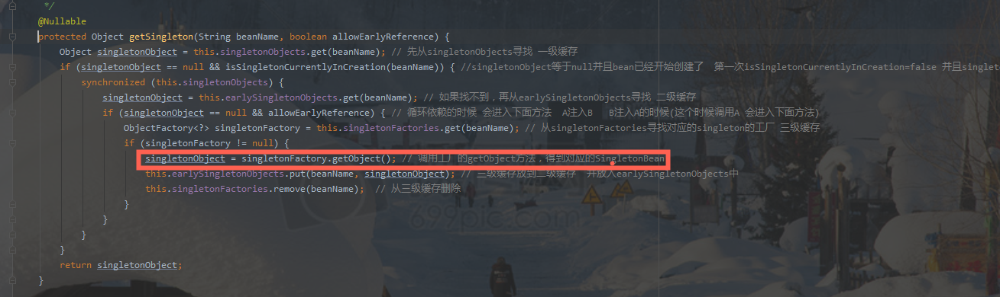 */
@Nullable
protected Object getSingleton(String beanName, boolean allowEarlyReference) {
Object singletonObject = this.singletonObjects.get(beanName); // 先从singletonObjects寻找 一级缓存
if (singletonObject == null && isSingletonCurrentlyInCreation(beanName)) { //singletonObject等于null并且bean已经开始创建了 第一次isSingletonCurrentlyInCreation=false 并且singlet
synchronized (this.singletonObjects) {
singletonObject = this.earlySingletonObjects.get(beanName); // 如果找不到，再从earlySingletonObjects寻找 二级缓存
if (singletonObject == null && allowEarlyReference) { // 循环依赖的时候 会进入下面方法 A注入B B注入A的时候(这个时候调用A 会进入下面方法)
ObjectFactory<?> singletonFactory = this.singletonFactories.get(beanName); // 从singletonFactories寻找对应的singleton的工厂 三级缓存
if (singletonFactory != null) {
singletonObject = singletonFactory.getObject(); // 调用工厂的getObject方法，得到对应的SingletonBean
this.earlySingletonObjects.put(beanName, singletonObject); // 三级缓存放到二级缓存 并放入earlySingletonObjects中
this.singletonFactories.remove(beanName); // 从三级缓存删除
}
}
}
}
return singletonObject;
}
699pic.com